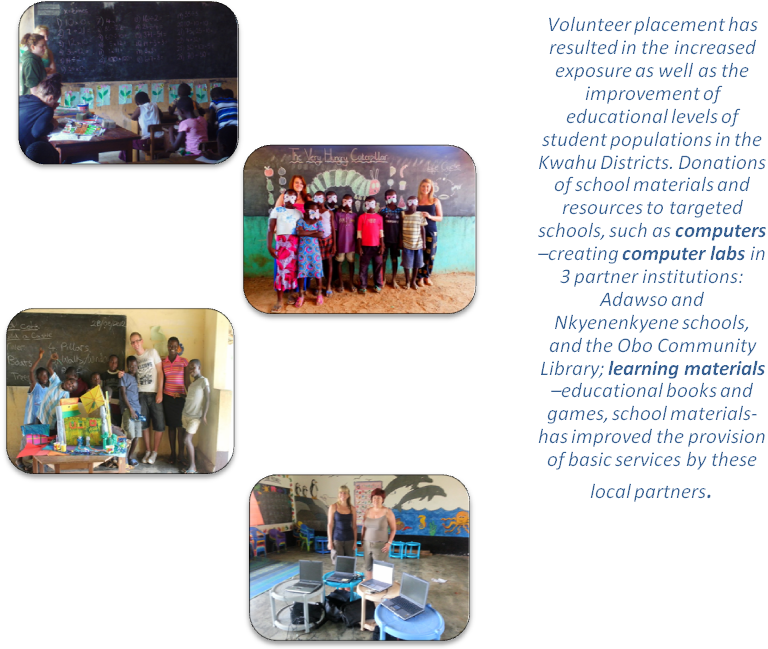 Volunteer placement has
resulted in the increased
exposure as well as the
improvement of
educational levels of
student populations in the
Kwahu Districts. Donations
of school materials and
resources to targeted
schools, such as computers
–creating computer labs in
3 partner institutions:
Adawso and
Nkyenenkyene schools,
and the Obo Community
Library; learning materials
–educational books and
games, school materials-
has improved the provision
of basic services by these
local partners.
The Very Hungry Caterpillar
Pillars